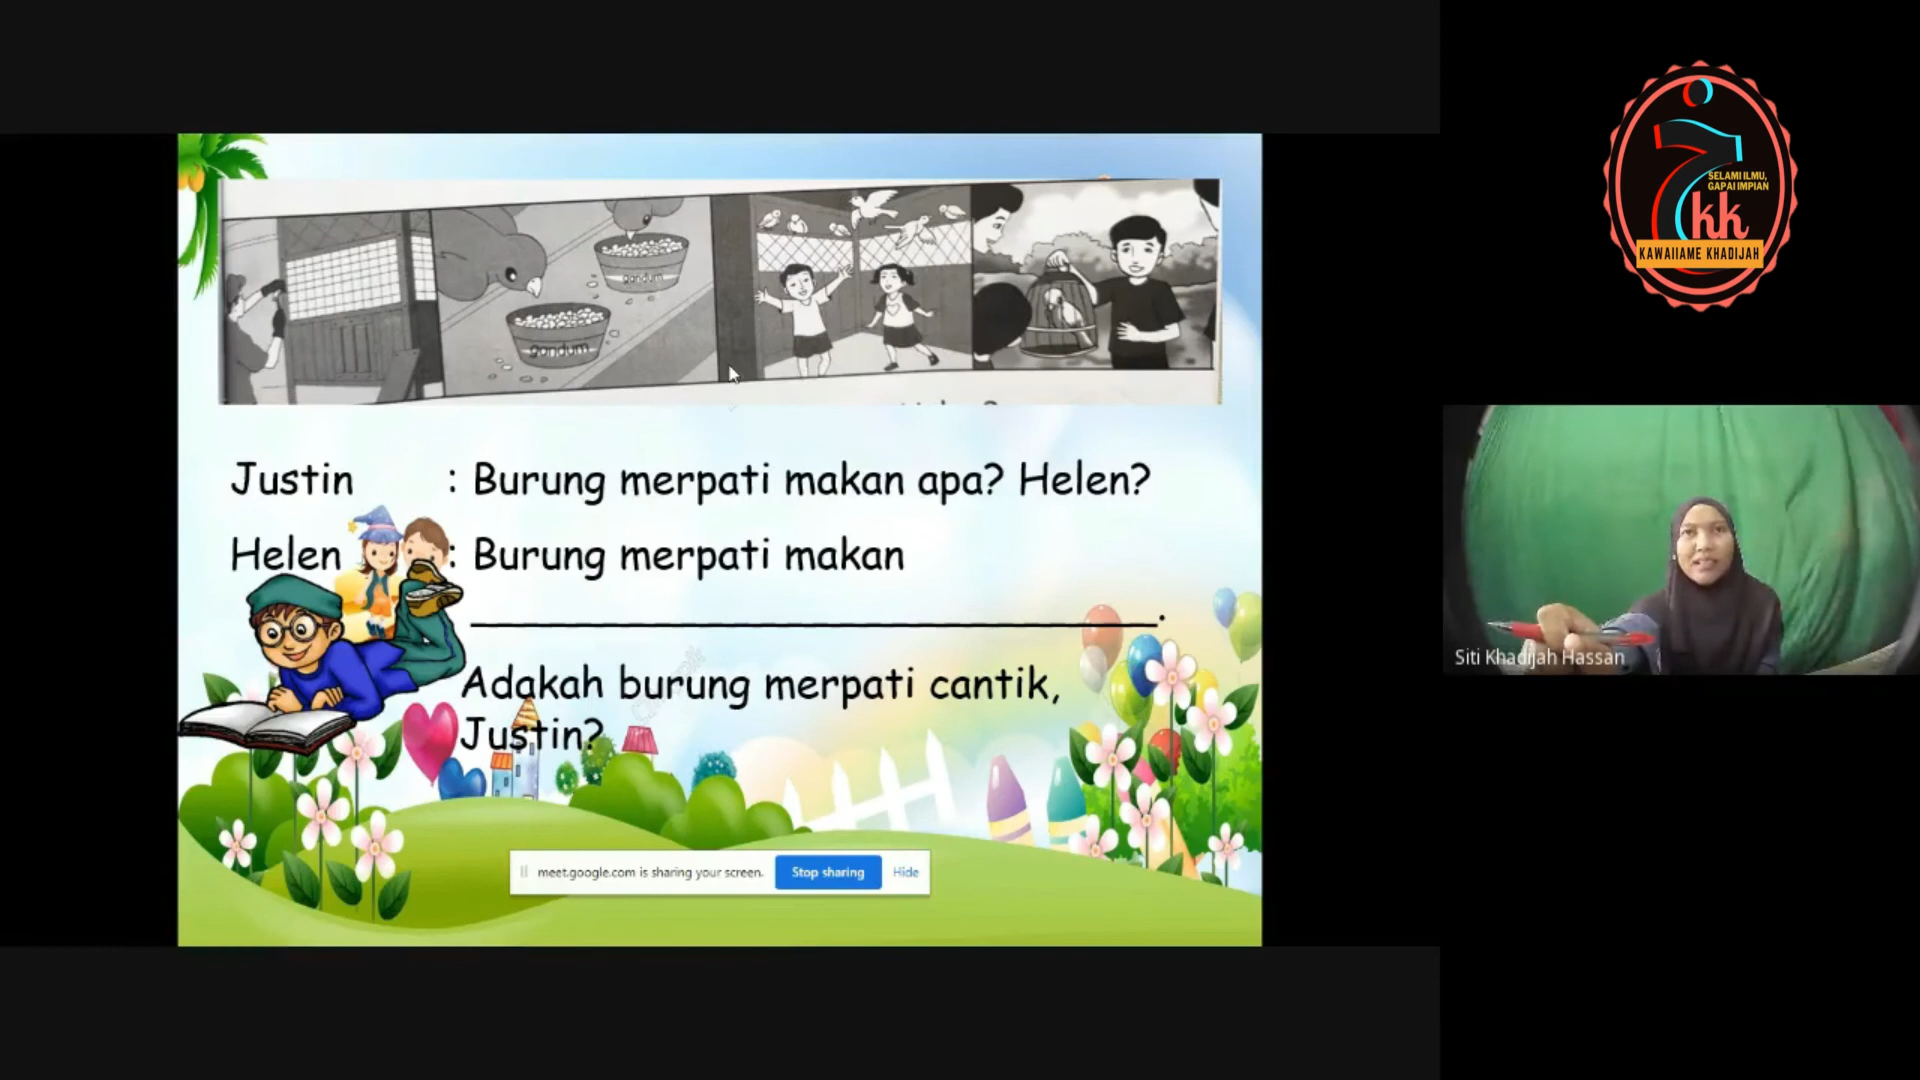 SELAMI ILMU,
GAPAI IMPIAN
kk
KAWAIIAME KHADIJAH
gandum
gandum
Justin : Burung merpati makan apa? Helen?
Helen : Burung merpati makan
____________________.
Adakah burung merpati cantik,
Justin?
Siti Khadijah Hassan
meet.google.com is sharing your screen. Stop sharing Hide